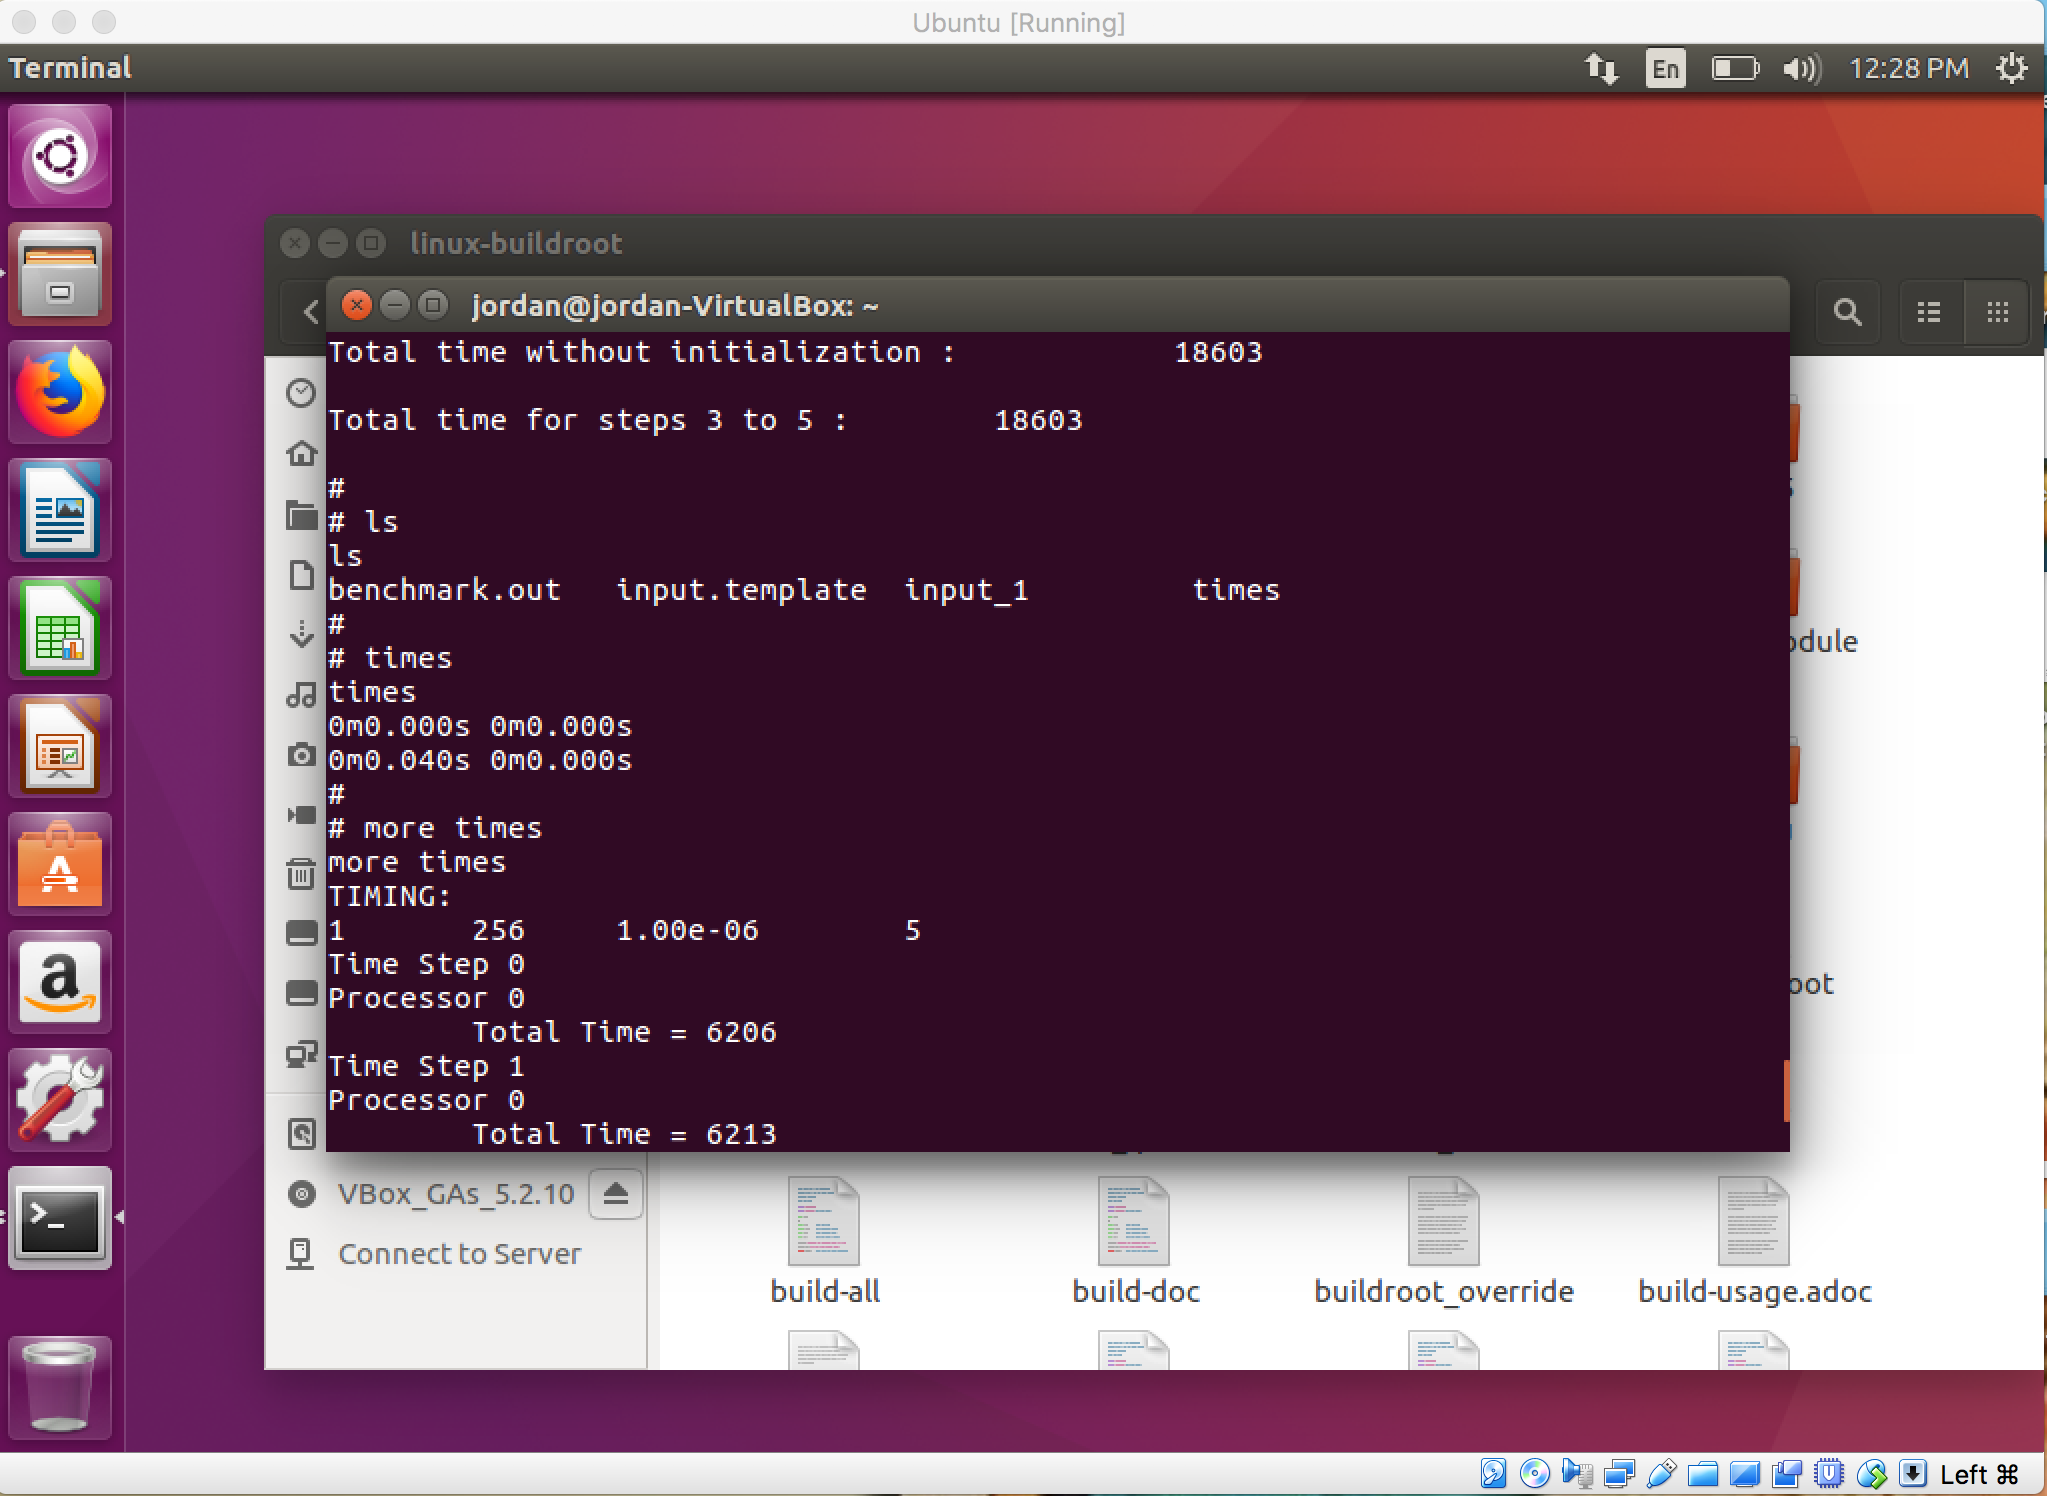 Ubuntu [Running]
Terminal
En
12:28 PM
linux-buildroot
jordan@jordan-VirtualBox: ~
Total time without initialization : 18603
Total time for steps 3 to 5 : 18603
#
# ls
ls
benchmark.out input.template input_1 times
#
# times
times
0m0.000s 0m0.000s
0m0.040s 0m0.000s
#
# more times
more times
TIMING:
1 256 1.00e-06 5
Time Step 0
Processor 0
Total Time = 6206
Time Step 1
Processor 0
Total Time = 6213
odule
oot
VBox_GAs_5.2.10
Connect to Server
build-all
build-doc
buildroot_override
build-usage.adoc
Left ⌘